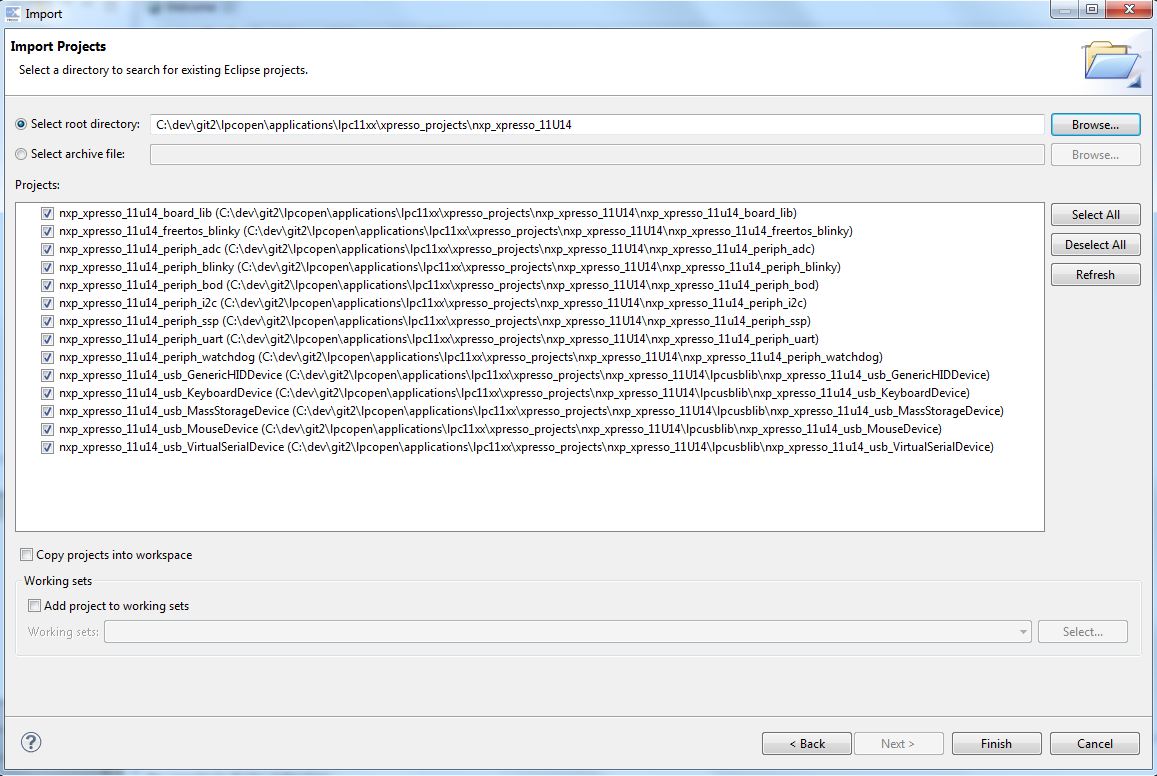 Import
Import Projects
Select a directory to search for existing Eclipse projects.
Select root directory: C:\dev\git2\lpcopen\applications\lpc11xx\xpresso_projects\nxp_xpresso_11U14 Browse...
Select archive file: Browse...
Projects:
nxp_xpresso_11u14_board_lib (C:\dev\git2\lpcopen\applications\lpc11xx\xpresso_projects\nxp_xpresso_11U14\nxp_xpresso_11u14_board_lib) Select All
nxp_xpresso_11u14_freertos_blinky (C:\dev\git2\lpcopen\applications\lpc11xx\xpresso_projects\nxp_xpresso_11U14\nxp_xpresso_11u14_freertos_blinky)
nxp_xpresso_11u14_periph_adc (C:\dev\git2\lpcopen\applications\lpc11xx\xpresso_projects\nxp_xpresso_11U14\nxp_xpresso_11u14_periph_adc) Deselect All
nxp_xpresso_11u14_periph_blinky (C:\dev\git2\lpcopen\applications\lpc11xx\xpresso_projects\nxp_xpresso_11U14\nxp_xpresso_11u14_periph_blinky) Refresh
nxp_xpresso_11u14_periph_bod (C:\dev\git2\lpcopen\applications\lpc11xx\xpresso_projects\nxp_xpresso_11U14\nxp_xpresso_11u14_periph_bod)
nxp_xpresso_11u14_periph_i2c (C:\dev\git2\lpcopen\applications\lpc11xx\xpresso_projects\nxp_xpresso_11U14\nxp_xpresso_11u14_periph_i2c)
nxp_xpresso_11u14_periph_ssp (C:\dev\git2\lpcopen\applications\lpc11xx\xpresso_projects\nxp_xpresso_11U14\nxp_xpresso_11u14_periph_ssp)
nxp_xpresso_11u14_periph_uart (C:\dev\git2\lpcopen\applications\lpc11xx\xpresso_projects\nxp_xpresso_11U14\nxp_xpresso_11u14_periph_uart)
nxp_xpresso_11u14_periph_watchdog (C:\dev\git2\lpcopen\applications\lpc11xx\xpresso_projects\nxp_xpresso_11U14\nxp_xpresso_11u14_periph_watchdog)
nxp_xpresso_11u14_usb_GenericHIDDevice (C:\dev\git2\lpcopen\applications\lpc11xx\xpresso_projects\nxp_xpresso_11U14\lpcusblib\nxp_xpresso_11u14_usb_GenericHIDDevice)
nxp_xpresso_11u14_usb_KeyboardDevice (C:\dev\git2\lpcopen\applications\lpc11xx\xpresso_projects\nxp_xpresso_11U14\lpcusblib\nxp_xpresso_11u14_usb_KeyboardDevice)
nxp_xpresso_11u14_usb_MassStorageDevice (C:\dev\git2\lpcopen\applications\lpc11xx\xpresso_projects\nxp_xpresso_11U14\lpcusblib\nxp_xpresso_11u14_usb_MassStorageDevice)
nxp_xpresso_11u14_usb_MouseDevice (C:\dev\git2\lpcopen\applications\lpc11xx\xpresso_projects\nxp_xpresso_11U14\lpcusblib\nxp_xpresso_11u14_usb_MouseDevice)
nxp_xpresso_11u14_usb_VirtualSerialDevice (C:\dev\git2\lpcopen\applications\lpc11xx\xpresso_projects\nxp_xpresso_11U14\lpcusblib\nxp_xpresso_11u14_usb_VirtualSerialDevice)
Copy projects into workspace
Working sets
Add project to working sets
Working sets: Select...
? < Back Next > Finish Cancel